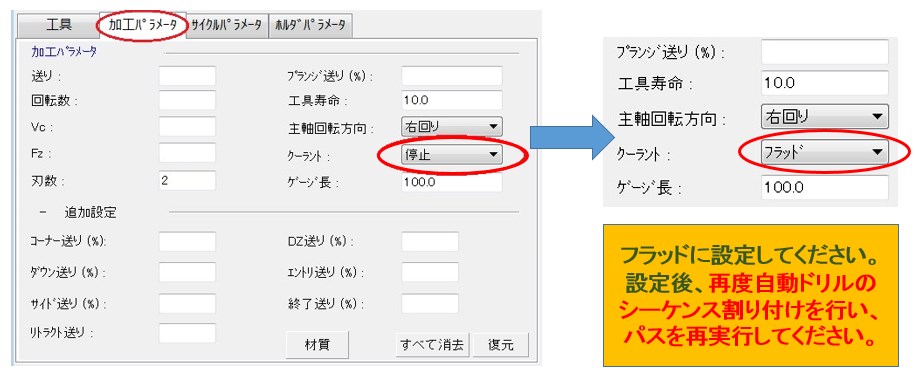 工具 加工ﾊﾟﾗﾒｰﾀ ｻｲｸﾙﾊﾟﾗﾒｰﾀ ﾎﾙﾀﾞﾊﾟﾗﾒｰﾀ
加工ﾊﾟﾗﾒｰﾀ
送り :
回転数 :
Vc :
Fz :
刃数 : 2
ﾌﾟﾗﾝｼﾞ送り (%) :
工具寿命 : 10.0
主軸回転方向 : 右回り
ｸｰﾗﾝﾄ : 停止
ｹﾞｰｼﾞ長 : 100.0
- 追加設定
ｺｰﾅｰ送り (%):
ﾀﾞｳﾝ送り (%) :
ｻｲﾄﾞ送り (%) :
ﾘﾄﾗｸﾄ送り :
DZ送り (%) :
ｴﾝﾄﾘ送り (%) :
終了送り (%) :
材質 すべて消去 復元
ﾌﾟﾗﾝｼﾞ送り (%) :
工具寿命 : 10.0
主軸回転方向 : 右回り
ｸｰﾗﾝﾄ : ﾌﾗｯﾄﾞ
ｹﾞｰｼﾞ長 : 100.0
フラッドに設定してください。
設定後、再度自動ドリルの
シーケンス割り付けを行い、
パスを再実行してください。